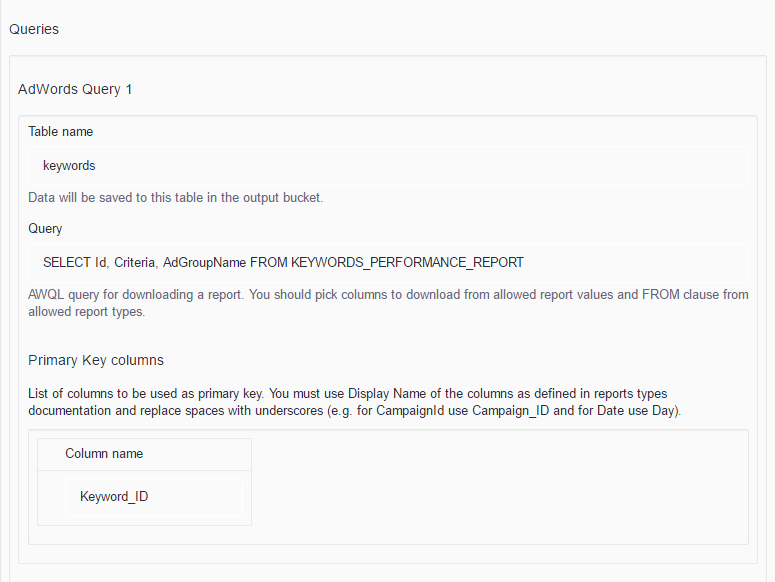 Queries
AdWords Query 1
Table name
keywords
Data will be saved to this table in the output bucket.
Query
SELECT Id, Criteria, AdGroupName FROM KEYWORDS_PERFORMANCE_REPORT
AWQL query for downloading a report. You should pick columns to download from allowed report values and FROM clause from
allowed report types.
Primary Key columns
List of columns to be used as primary key. You must use Display Name of the columns as defined in reports types
documentation and replace spaces with underscores (e.g. for CampaignId use Campaign_ID and for Date use Day).
Column name
Keyword_ID